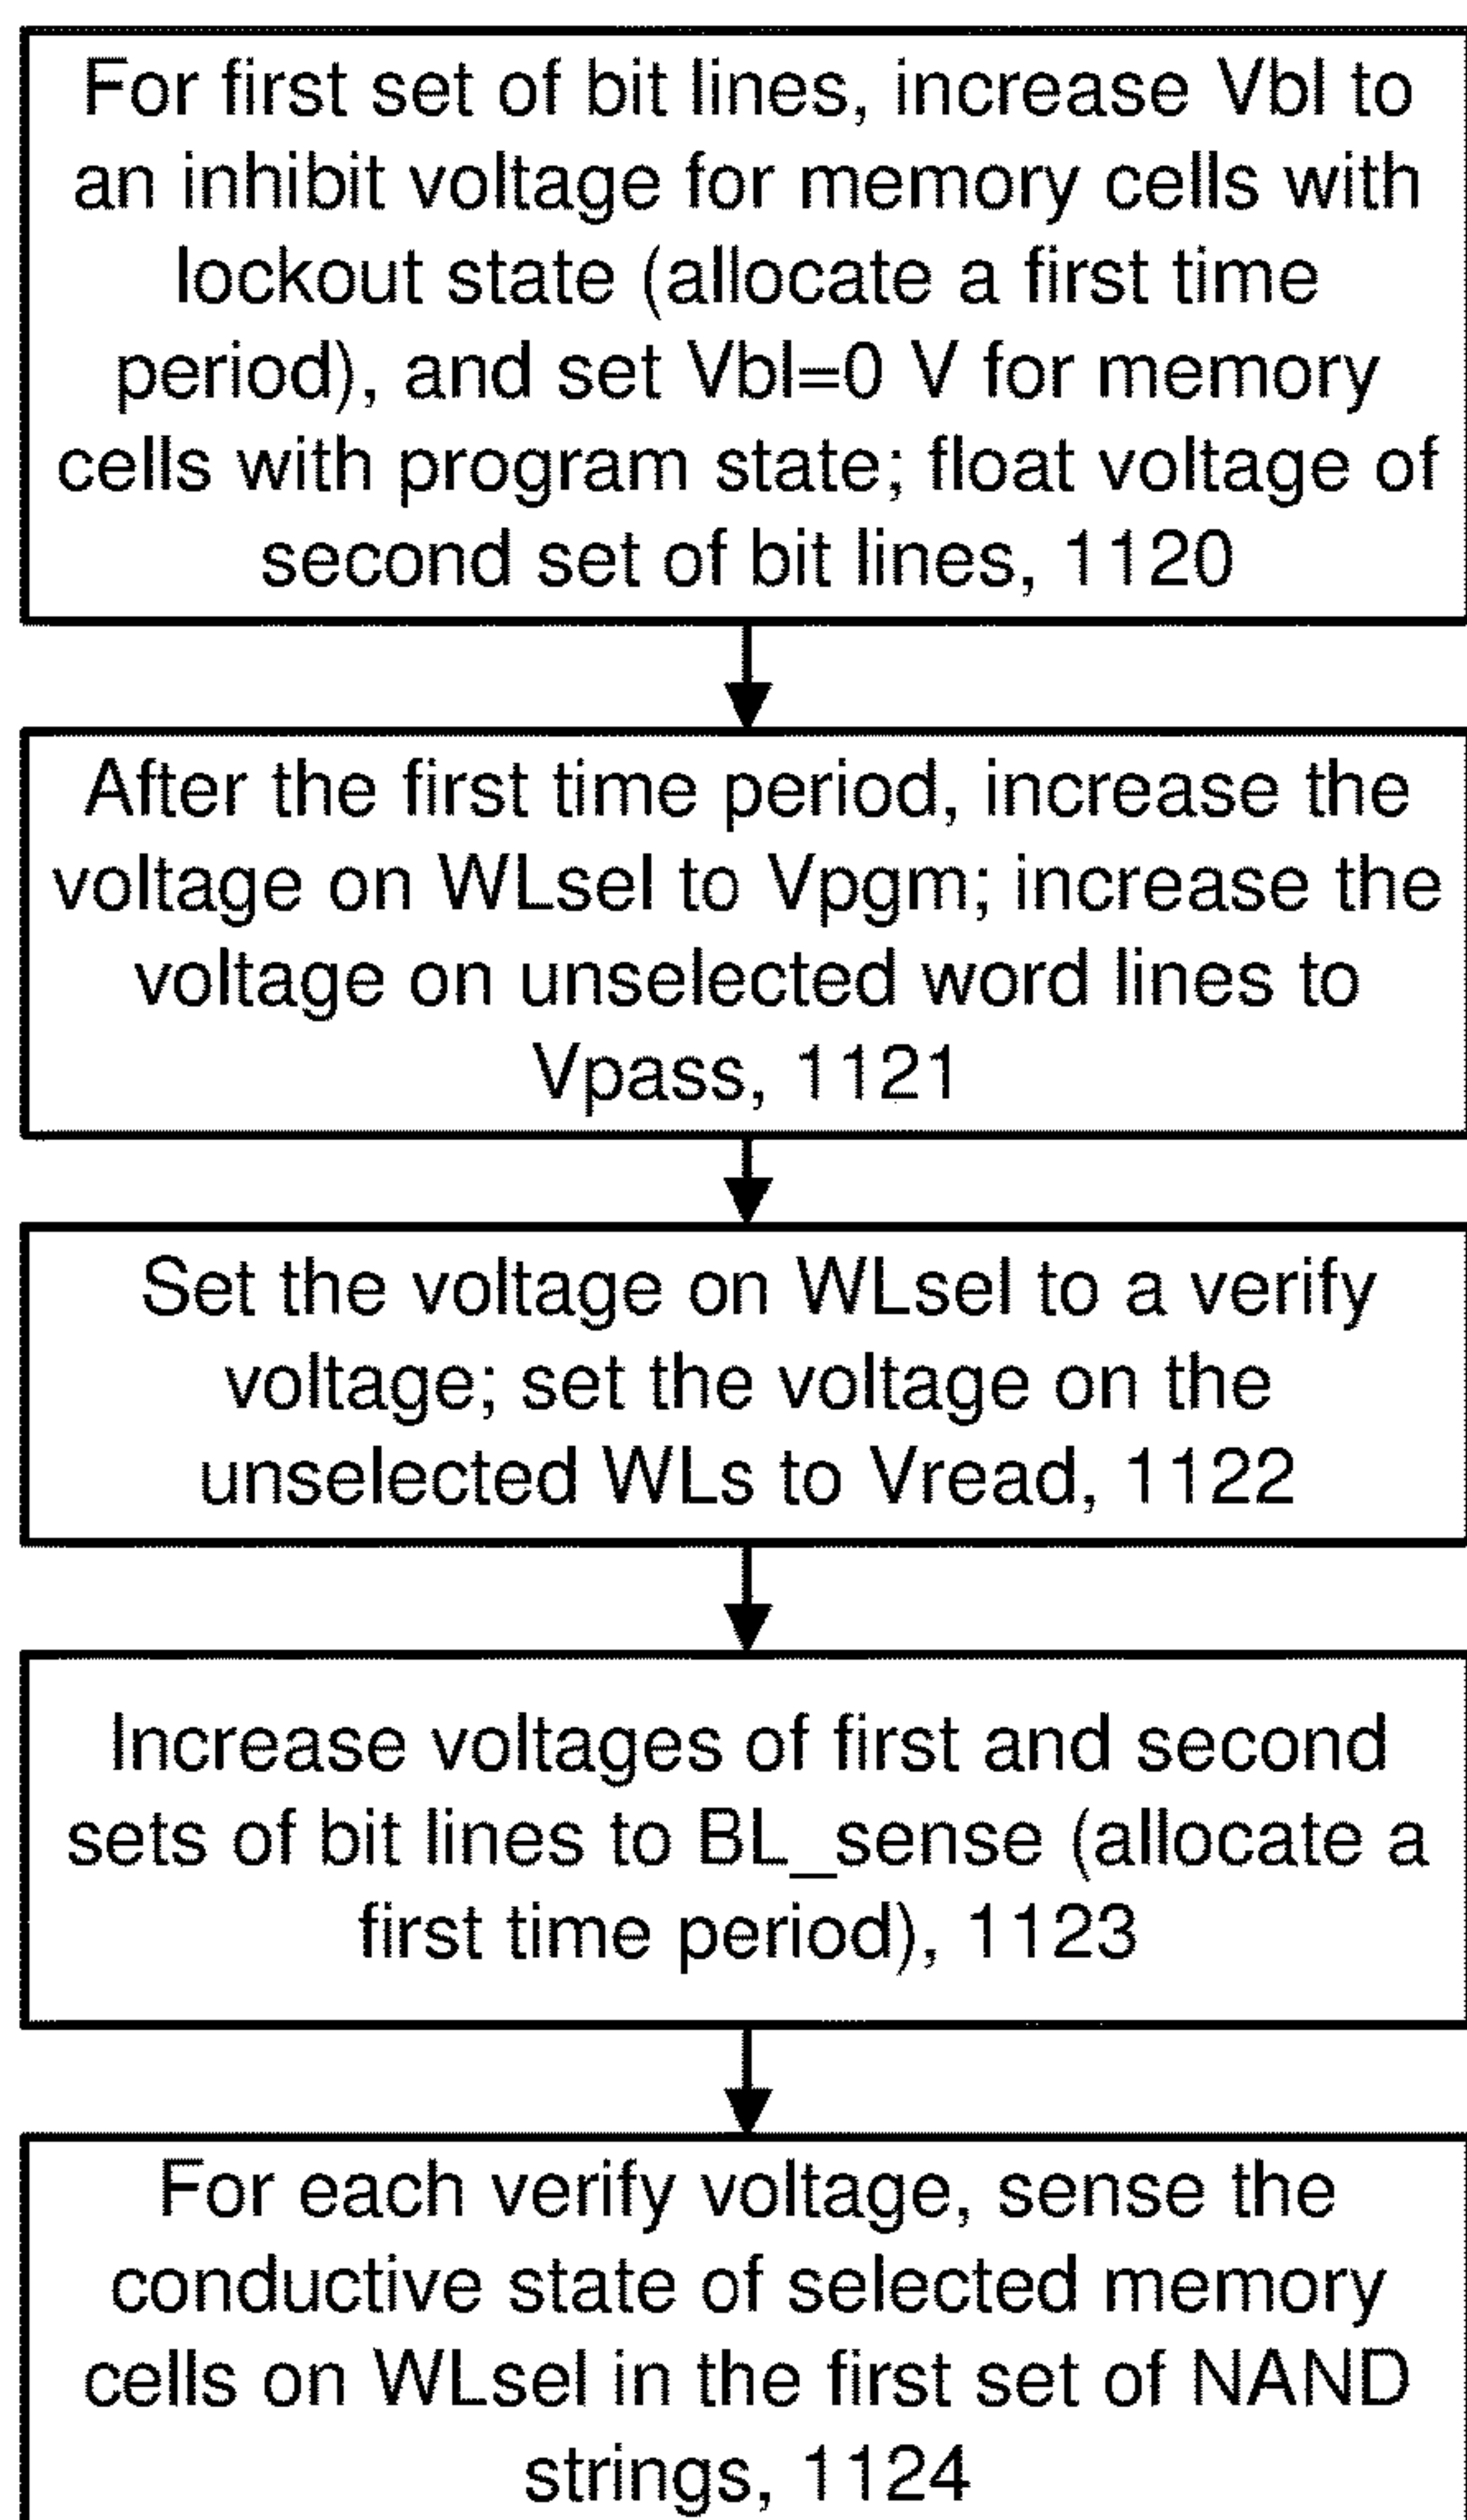 For first set of bit lines, increase Vbl to
an inhibit voltage for memory cells with
lockout state (allocate a first time
period), and set Vbl=0 V for memory
cells with program state; float voltage of
second set of bit lines, 1120
After the first time period, increase the
voltage on WLsel to Vpgm; increase the
voltage on unselected word lines to
Vpass, 1121
Set the voltage on WLsel to a verify
voltage; set the voltage on the
unselected WLs to Vread, 1122
Increase voltages of first and second
sets of bit lines to BL_sense (allocate a
first time period), 1123
For each verify voltage, sense the
conductive state of selected memory
cells on WLsel in the first set of NAND
strings, 1124